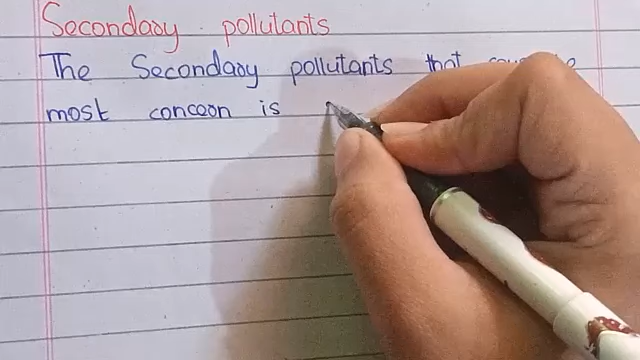 Secondary pollutants
The Secondary pollutants that
most concern is